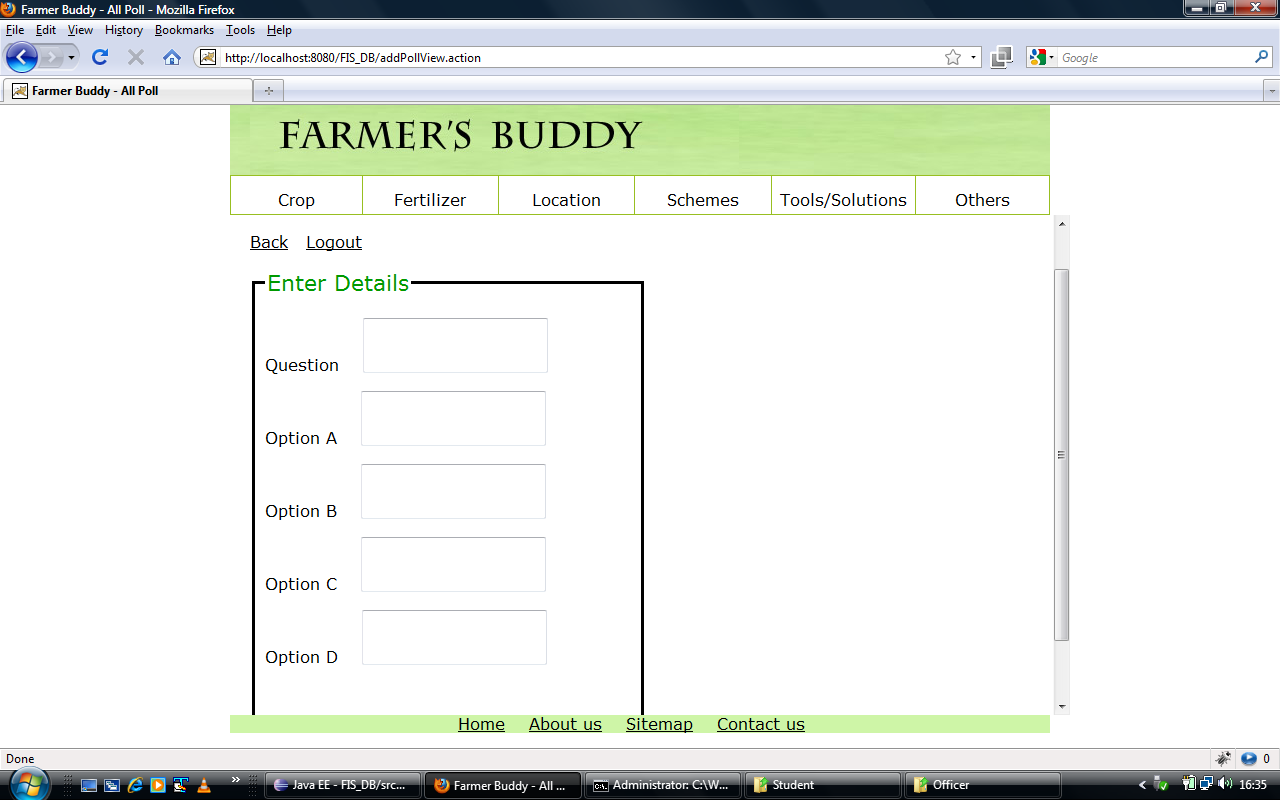 Farmer Buddy - All Poll - Mozilla Firefox
File Edit View History Bookmarks Tools Help
http://localhost:8080/FIS_DB/addPollView.action
Google
Farmer Buddy - All Poll
FARMER'S BUDDY
Crop Fertilizer Location Schemes Tools/Solutions Others
Back Logout
Enter Details
Question
Option A
Option B
Option C
Option D
Home About us Sitemap Contact us
Done 0
Java EE - FIS_DB/src... Farmer Buddy - All ... Administrator: C:\W... Student Officer 16:35